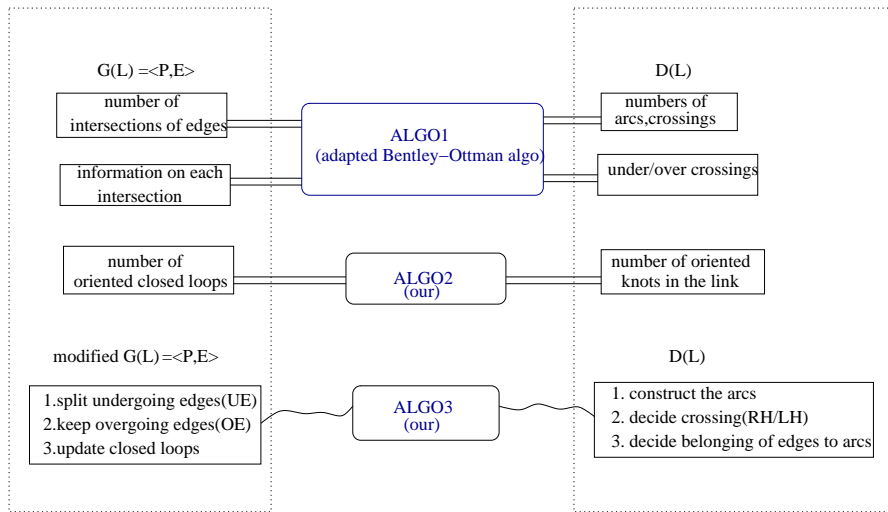 G(L) =<P,E>
number of
intersections of edges
information on each
intersection
number of
oriented closed loops
modified G(L) =<P,E>
1.split undergoing edges(UE)
2.keep overgoing edges(OE)
3.update closed loops
ALGO1
(adapted Bentley−Ottman algo)
ALGO2
(our)
ALGO3
(our)
D(L)
numbers of
arcs,crossings
under/over crossings
number of oriented
knots in the link
D(L)
1. construct the arcs
2. decide crossing(RH/LH)
3. decide belonging of edges to arcs